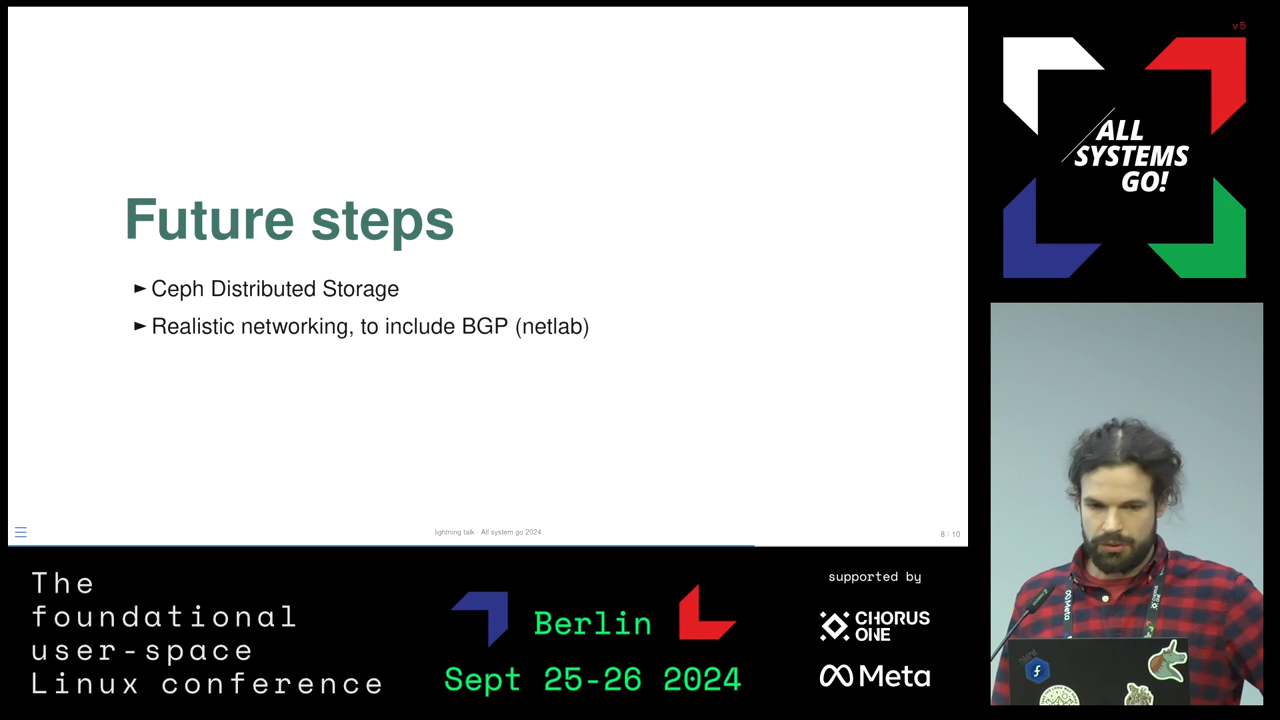 Future steps
► Ceph Distributed Storage
► Realistic networking, to include BGP (netlab)
lightning talk - All system go 2024
8 / 10
v5
ALL
SYSTEMS
GO!
The
foundational
user-space
Linux conference
Berlin
Sept 25-26 2024
supported by
CHORUS
ONE
Meta
Meta